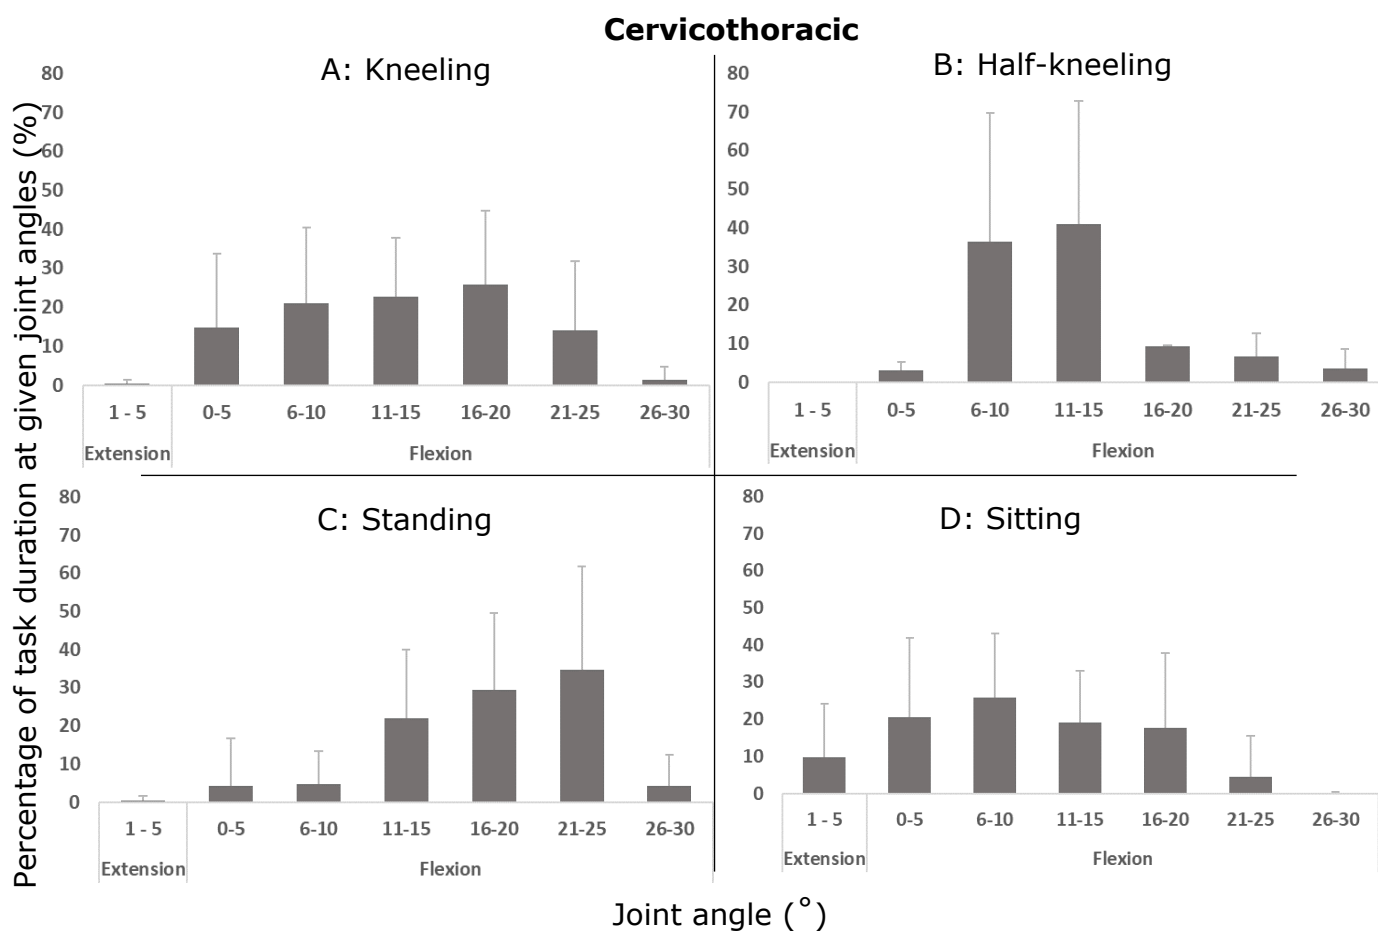 Cervicothoracic
Percentage of task duration at given joint angles (%)
A: Kneeling
80
70
60
50
40
30
20
10
0
1 - 5 0-5 6-10 11-15 16-20 21-25 26-30
Extension Flexion
B: Half-kneeling
80
70
60
50
40
30
20
10
0
1 - 5 0-5 6-10 11-15 16-20 21-25 26-30
Extension Flexion
C: Standing
80
70
60
50
40
30
20
10
0
1 - 5 0-5 6-10 11-15 16-20 21-25 26-30
Extension Flexion
D: Sitting
80
70
60
50
40
30
20
10
0
1 - 5 0-5 6-10 11-15 16-20 21-25 26-30
Extension Flexion
Joint angle (˚)